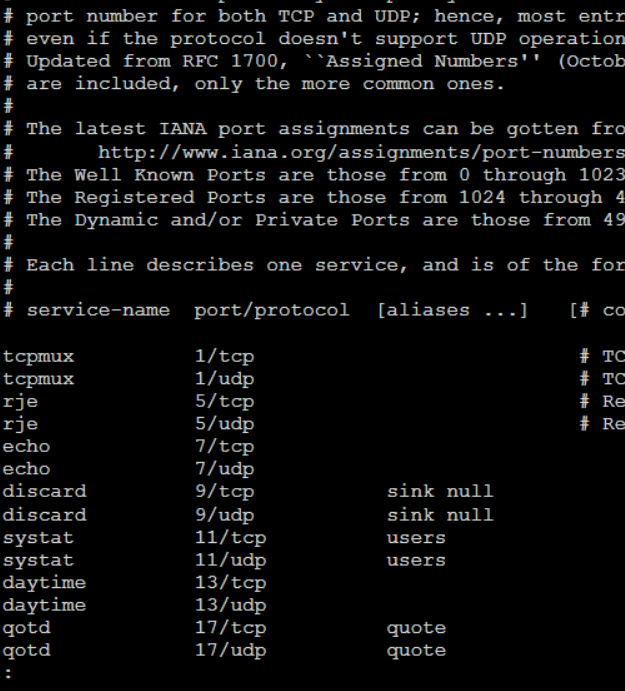 # port number for both TCP and UDP; hence, most entr
# even if the protocol doesn't support UDP operation
# Updated from RFC 1700, ``Assigned Numbers'' (Octob
# are included, only the more common ones.
#
# The latest IANA port assignments can be gotten fro
#       http://www.iana.org/assignments/port-numbers
# The Well Known Ports are those from 0 through 1023
# The Registered Ports are those from 1024 through 4
# The Dynamic and/or Private Ports are those from 49
#
# Each line describes one service, and is of the for
#
# service-name  port/protocol  [aliases ...]   [# co
tcpmux          1/tcp                           # TC
tcpmux          1/udp                           # TC
rje             5/tcp                           # Re
rje             5/udp                           # Re
echo            7/tcp
echo            7/udp
discard         9/tcp           sink null
discard         9/udp           sink null
systat          11/tcp          users
systat          11/udp          users
daytime         13/tcp
daytime         13/udp
qotd            17/tcp          quote
qotd            17/udp          quote
: